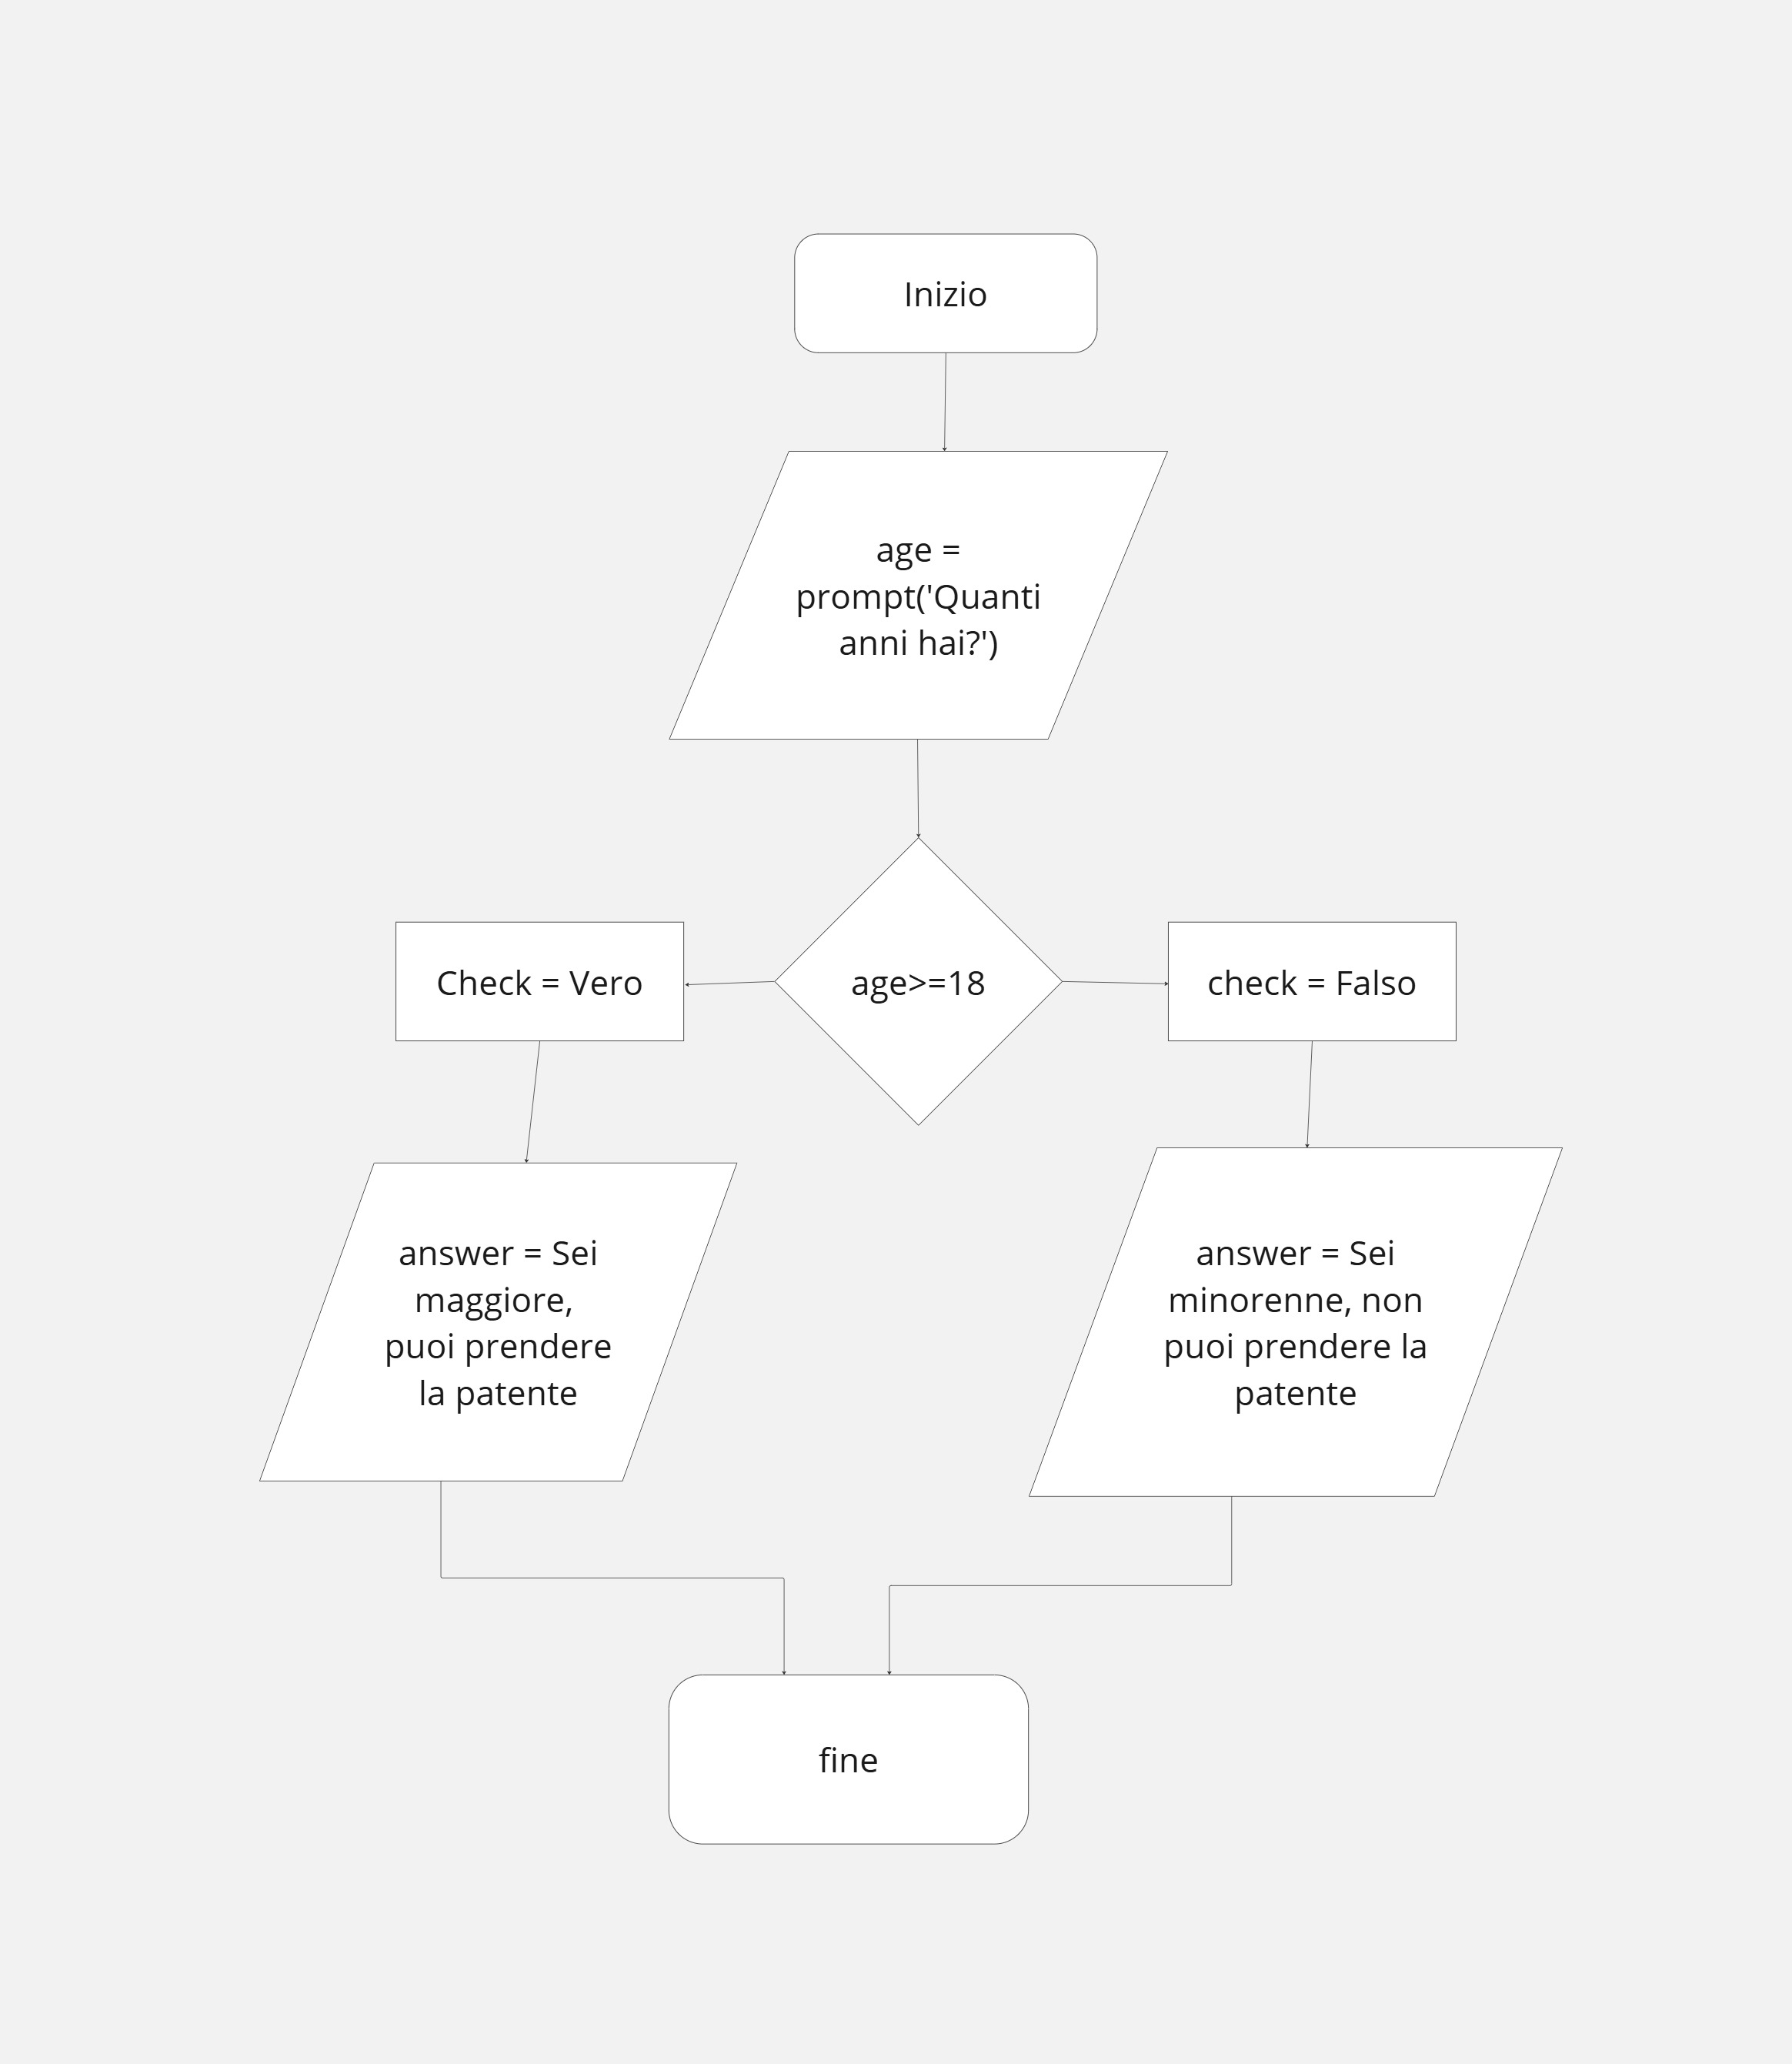 Inizio
age =
prompt('Quanti
anni hai?')
Check = Vero
age>=18
check = Falso
answer = Sei
maggiore,
puoi prendere
la patente
answer = Sei
minorenne, non
puoi prendere la
patente
fine